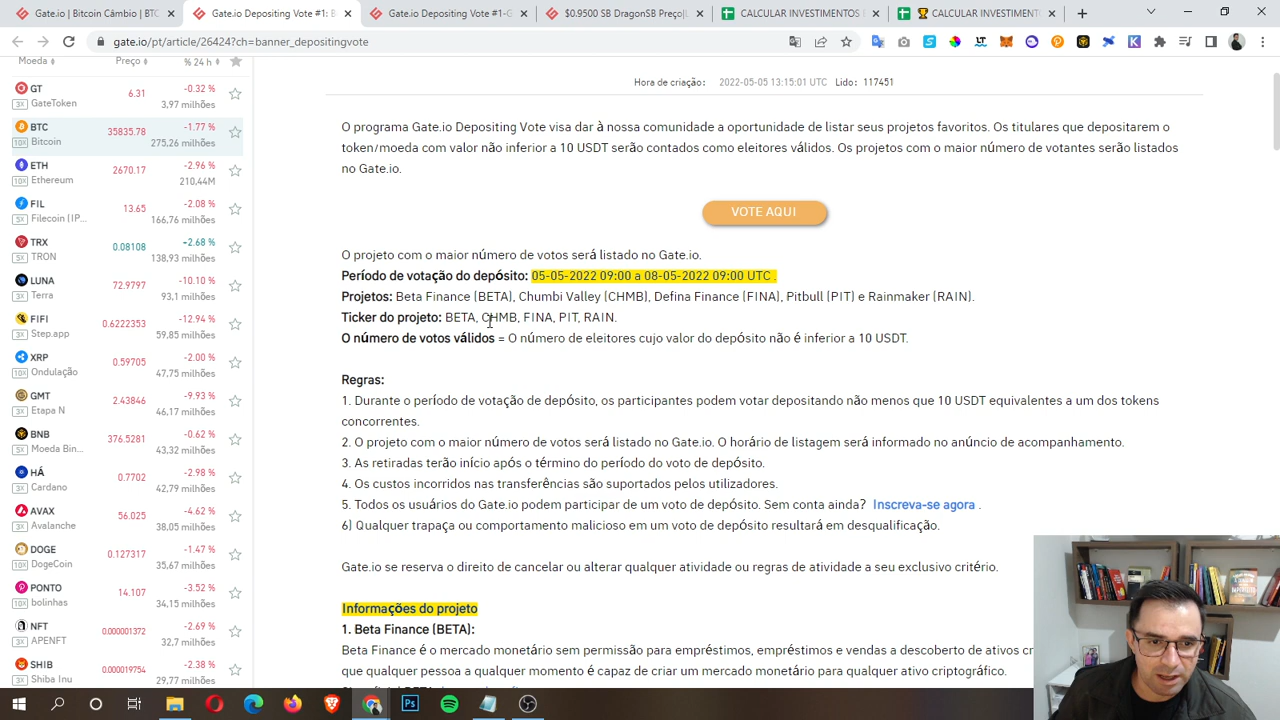 Gate.io | Bitcoin Câmbio | BTC
Gate.io Depositing Vote #1: B
Gate.io Depositing Vote #1-G
$0.9500 SB DragonSB Preço|L
CALCULAR INVESTIMENTOS E
CALCULAR INVESTIMENT
gate.io/pt/article/26424?ch=banner_depositingvote
Moeda Preço % 24 h
GT 6.31 -0.32 %
3X GateToken 3,97 milhões
BTC 35835.78 -1.77 %
10X Bitcoin 275,26 milhões
ETH 2670.17 -2.96 %
10X Ethereum 210,44M
FIL 13.65 -2.08 %
5X Filecoin (IP... 166,76 milhões
TRX 0.08108 -2.68 %
5X TRON 138,93 milhões
LUNA 72.9797 -10.10 %
3X Terra 93,1 milhões
FIFI 0.6222353 -12.94 %
3X Step.app 59,85 milhões
XRP 0.59705 -2.00 %
10X Ondulação 47,75 milhões
GMT 2.43846 -9.93 %
3X Etapa N 46,17 milhões
BNB 376.5281 -0.62 %
5X Moeda Bin... 43,32 milhões
HÁ 0.7702 -2.98 %
3X Cardano 42,79 milhões
AVAX 56.025 -4.62 %
3X Avalanche 38,05 milhões
DOGE 0.127317 -1.47 %
5X DogeCoin 35,67 milhões
PONTO 14.107 -3.52 %
10X bolinhas 34,15 milhões
NFT 0.000001372 -2.69 %
3X APENFT 32,7 milhões
SHIB 0.000019754 -2.38 %
3X Shiba Inu 29,77 milhões
Hora de criação: 2022-05-05 13:15:01 UTC Lido: 117451
O programa Gate.io Depositing Vote visa dar à nossa comunidade a oportunidade de listar seus projetos favoritos. Os titulares que depositarem o
token/moeda com valor não inferior a 10 USDT serão contados como eleitores válidos. Os projetos com o maior número de votantes serão listados
no Gate.io.
VOTE AQUI
O projeto com o maior número de votos será listado no Gate.io.
Período de votação do depósito: 05-05-2022 09:00 a 08-05-2022 09:00 UTC .
Projetos: Beta Finance (BETA), Chumbi Valley (CHMB), Defina Finance (FINA), Pitbull (PIT) e Rainmaker (RAIN).
Ticker do projeto: BETA, CHMB, FINA, PIT, RAIN.
O número de votos válidos = O número de eleitores cujo valor do depósito não é inferior a 10 USDT.
Regras:
1. Durante o período de votação de depósito, os participantes podem votar depositando não menos que 10 USDT equivalentes a um dos tokens
concorrentes.
2. O projeto com o maior número de votos será listado no Gate.io. O horário de listagem será informado no anúncio de acompanhamento.
3. As retiradas terão início após o término do período do voto de depósito.
4. Os custos incorridos nas transferências são suportados pelos utilizadores.
5. Todos os usuários do Gate.io podem participar de um voto de depósito. Sem conta ainda? Inscreva-se agora .
6) Qualquer trapaça ou comportamento malicioso em um voto de depósito resultará em desqualificação.
Gate.io se reserva o direito de cancelar ou alterar qualquer atividade ou regras de atividade a seu exclusivo critério.
Informações do projeto
1. Beta Finance (BETA):
Beta Finance é o mercado monetário sem permissão para empréstimos, empréstimos e vendas a descoberto de ativos cr
que qualquer pessoa a qualquer momento é capaz de criar um mercado monetário para qualquer ativo criptográfico.